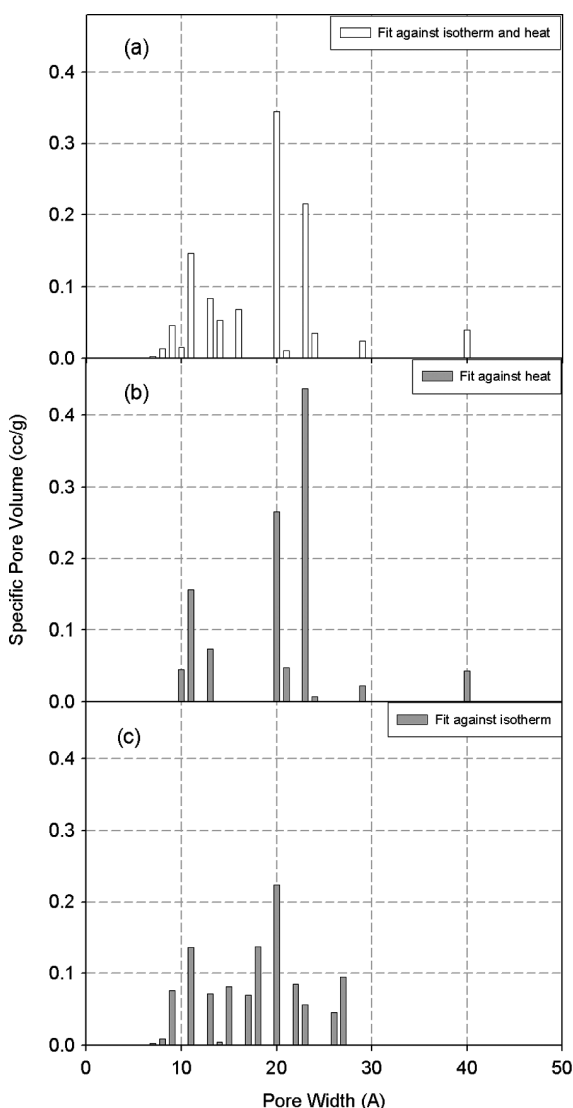 (a)
Fit against isotherm and heat
0.4
0.3
0.2
0.1
0.0
(b)
Fit against heat
0.4
0.3
0.2
0.1
0.0
(c)
Fit against isotherm
0.4
0.3
0.2
0.1
0.0
0 10 20 30 40 50
Pore Width (A)
Specific Pore Volume (cc/g)